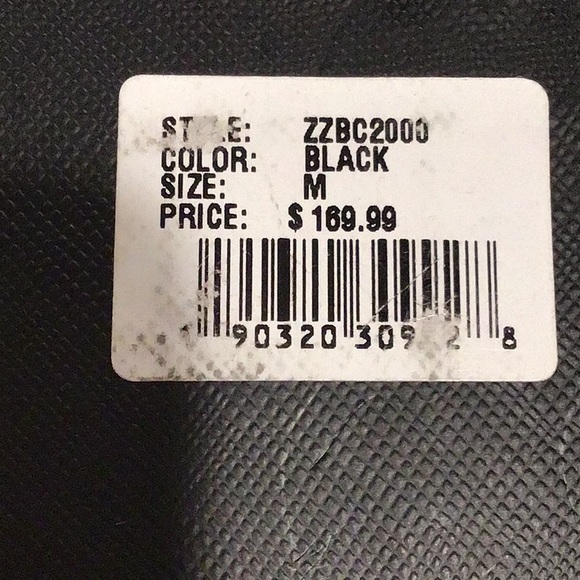 COLOR: BLACK
SIZE: M
PRICE: $ 169.99
ZZBC2000
90320 8